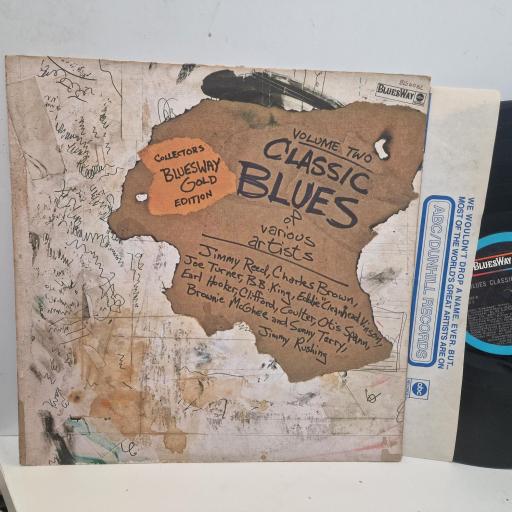 BLUESWAY
VOLUME TWO
CLASSIC
BLUES
of
various
artists
COLLECTORS
BLUESWAY
GOLD
EDITION
Jimmy Reed, Charles Brown,
Joe Turner, B.B. King, Eddie "Cleanhead" Vinson,
Earl Hooker, Clifford Coulter, Otis Spann,
Brownie McGhee and Sonny Terry,
Jimmy Rushing
WE WOULDN'T DROP A NAME, EVER, BUT...
MOST OF THE WORLD'S GREAT ARTISTS ARE ON
ABC/DUNHILL RECORDS
abc
BLUESWAY
BLUES CLASSIC